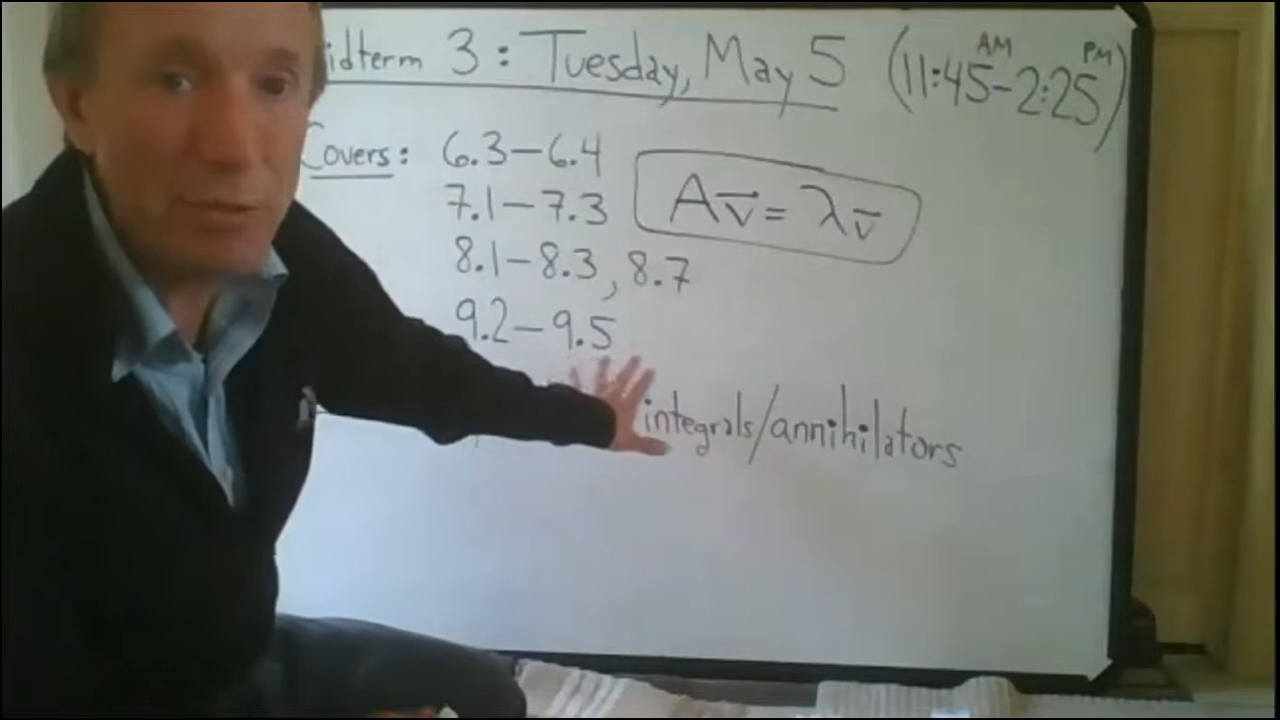 idterm 3 : Tuesday, May 5 (11:45 AM - 2:25 PM)
Covers: 6.3-6.4
7.1-7.3
Av⃗ = λv⃗
8.1-8.3, 8.7
9.2-9.5
integrals/annihilators